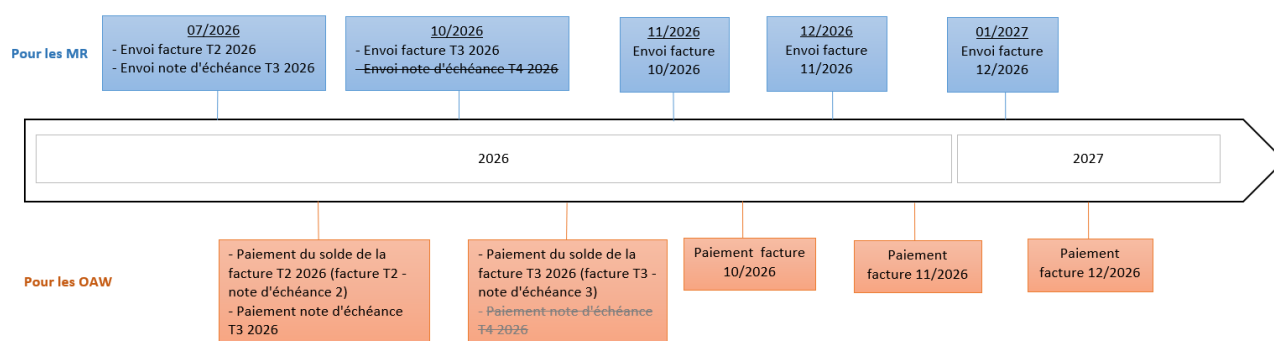 Pour les MR
07/2026
- Envoi facture T2 2026
- Envoi note d'échéance T3 2026
10/2026
- Envoi facture T3 2026
- Envoi note d'échéance T4 2026
11/2026
Envoi facture
10/2026
12/2026
Envoi facture
11/2026
01/2027
Envoi facture
12/2026
2026
2027
Pour les OAW
- Paiement du solde de la
facture T2 2026 (facture T2 -
note d'échéance 2)
- Paiement note d'échéance
T3 2026
- Paiement du solde de la
facture T3 2026 (facture T3 -
note d'échéance 3)
- Paiement note d'échéance
T4 2026
Paiement facture
10/2026
Paiement
facture 11/2026
Paiement
facture 12/2026